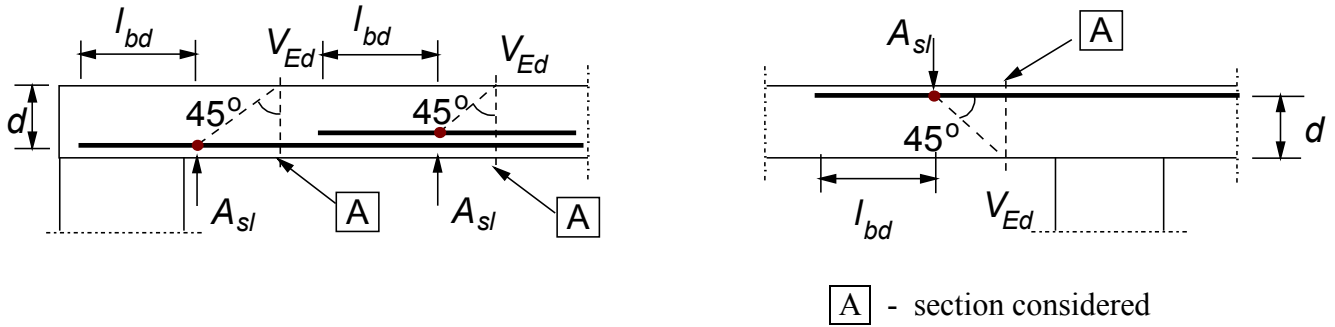 l_bd l_bd
V_Ed V_Ed
45° 45°
d
A_sl A A_sl A
A_sl A
45° d
l_bd V_Ed
A - section considered